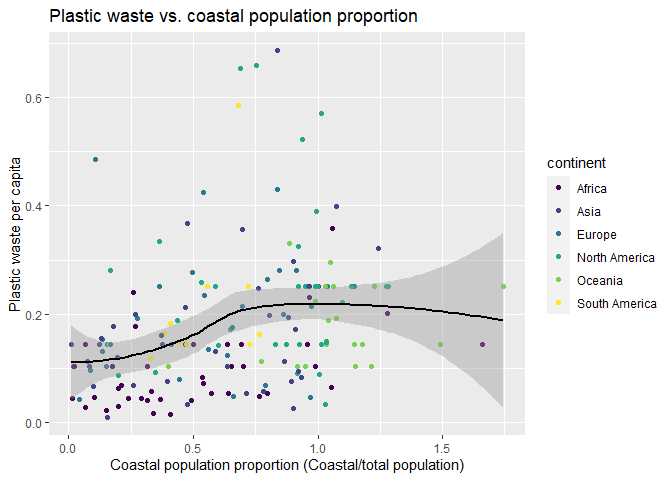 Plastic waste vs. coastal population proportion
Plastic waste per capita
0.6
0.4
0.2
0.0
0.0 0.5 1.0 1.5
Coastal population proportion (Coastal/total population)
continent
Africa
Asia
Europe
North America
Oceania
South America